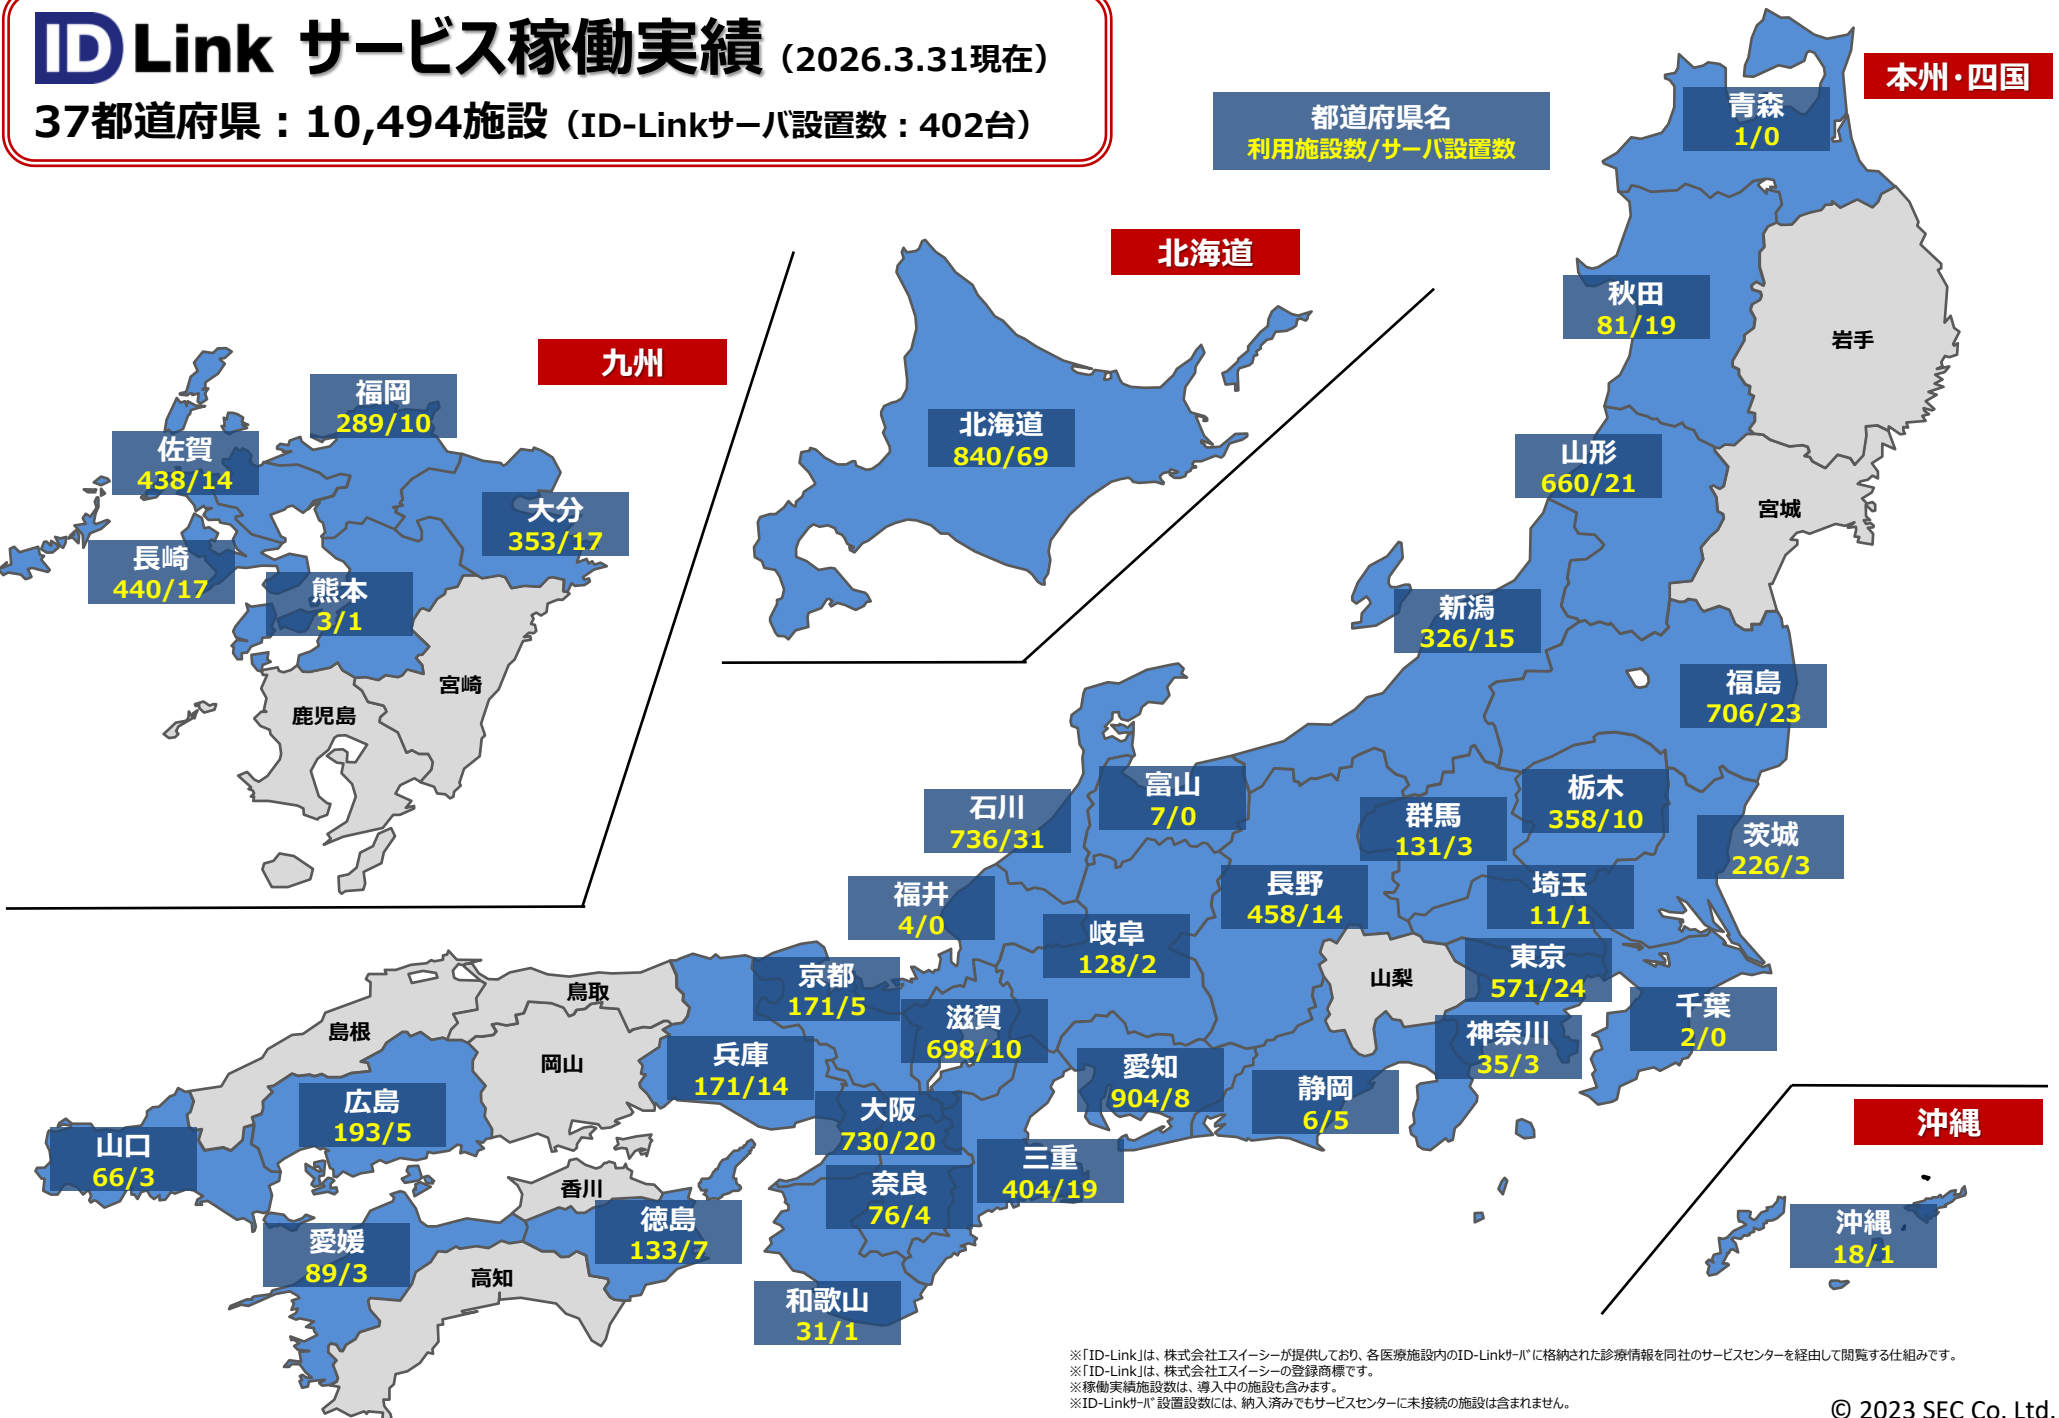 ID Link サービス稼働実績（2026.3.31現在）
37都道府県：10,494施設（ID-Linkサーバ設置数：402台）
本州・四国
都道府県名
利用施設数/サーバ設置数
青森
1/0
北海道
秋田
81/19
岩手
九州
福岡
289/10
北海道
840/69
佐賀
438/14
山形
660/21
大分
353/17
宮城
長崎
440/17
熊本
3/1
新潟
326/15
宮崎
福島
706/23
鹿児島
富山
7/0
石川
736/31
栃木
358/10
群馬
131/3
茨城
226/3
福井
4/0
長野
458/14
埼玉
11/1
岐阜
128/2
東京
571/24
山梨
京都
171/5
鳥取
島根
滋賀
698/10
千葉
2/0
神奈川
35/3
兵庫
171/14
岡山
愛知
904/8
静岡
6/5
広島
193/5
大阪
730/20
沖縄
山口
66/3
三重
404/19
奈良
76/4
香川
徳島
133/7
沖縄
18/1
愛媛
89/3
高知
和歌山
31/1
※「ID-Link」は、株式会社エスイーシーが提供しており、各医療施設内のID-Linkサーバに格納された診療情報を同社のサービスセンターを経由して閲覧する仕組みです。
※「ID-Link」は、株式会社エスイーシーの登録商標です。
※稼働実績施設数は、導入中の施設も含みます。
※ID-Linkサーバ設置設数には、納入済みでもサービスセンターに未接続の施設は含まれません。
© 2023 SEC Co. Ltd.